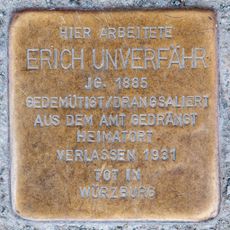 HIER ARBEITETE
ERICH UNVERFÄHR
JG. 1885
GEDEMÜTIGT/DRANGSALIERT
AUS DEM AMT GEDRÄNGT
HEIMATORT
VERLASSEN 1931
TOT IN
WÜRZBURG